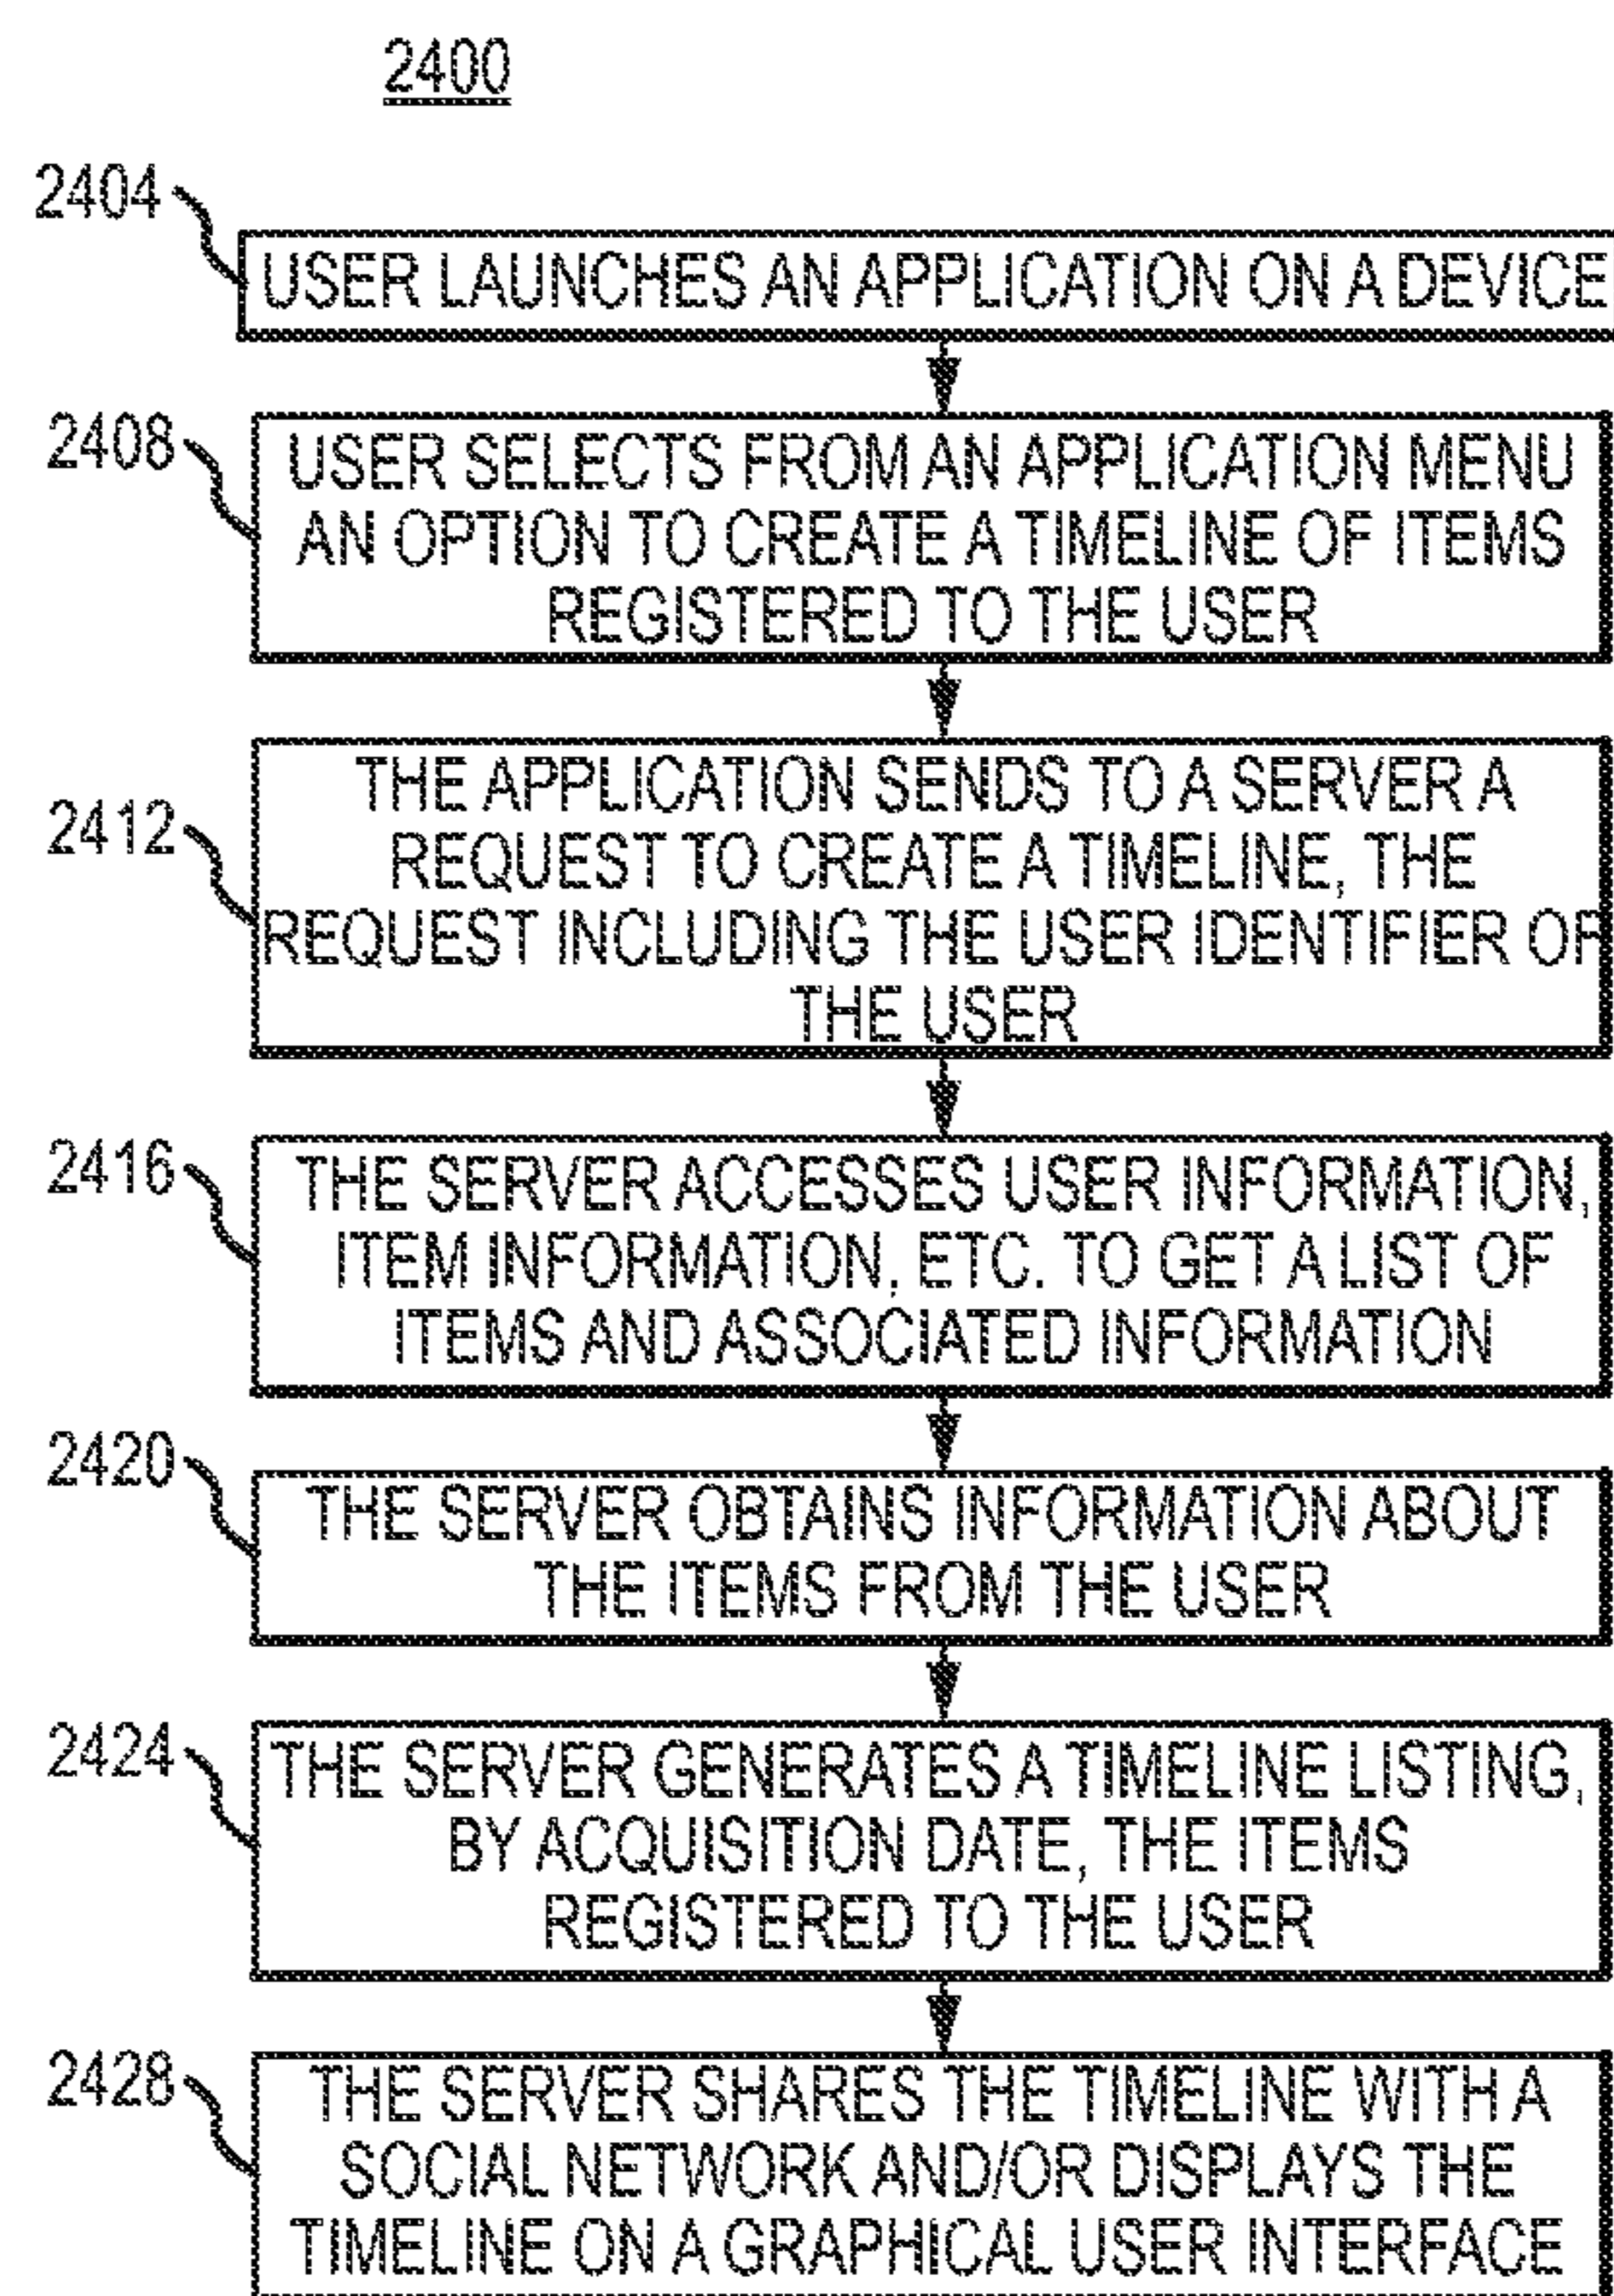 2400
2404
USER LAUNCHES AN APPLICATION ON A DEVICE
2408
USER SELECTS FROM AN APPLICATION MENU
AN OPTION TO CREATE A TIMELINE OF ITEMS
REGISTERED TO THE USER
2412
THE APPLICATION SENDS TO A SERVER A
REQUEST TO CREATE A TIMELINE, THE
REQUEST INCLUDING THE USER IDENTIFIER OF
THE USER
2416
THE SERVER ACCESSES USER INFORMATION,
ITEM INFORMATION, ETC. TO GET A LIST OF
ITEMS AND ASSOCIATED INFORMATION
2420
THE SERVER OBTAINS INFORMATION ABOUT
THE ITEMS FROM THE USER
2424
THE SERVER GENERATES A TIMELINE LISTING,
BY ACQUISITION DATE, THE ITEMS
REGISTERED TO THE USER
2428
THE SERVER SHARES THE TIMELINE WITH A
SOCIAL NETWORK AND/OR DISPLAYS THE
TIMELINE ON A GRAPHICAL USER INTERFACE